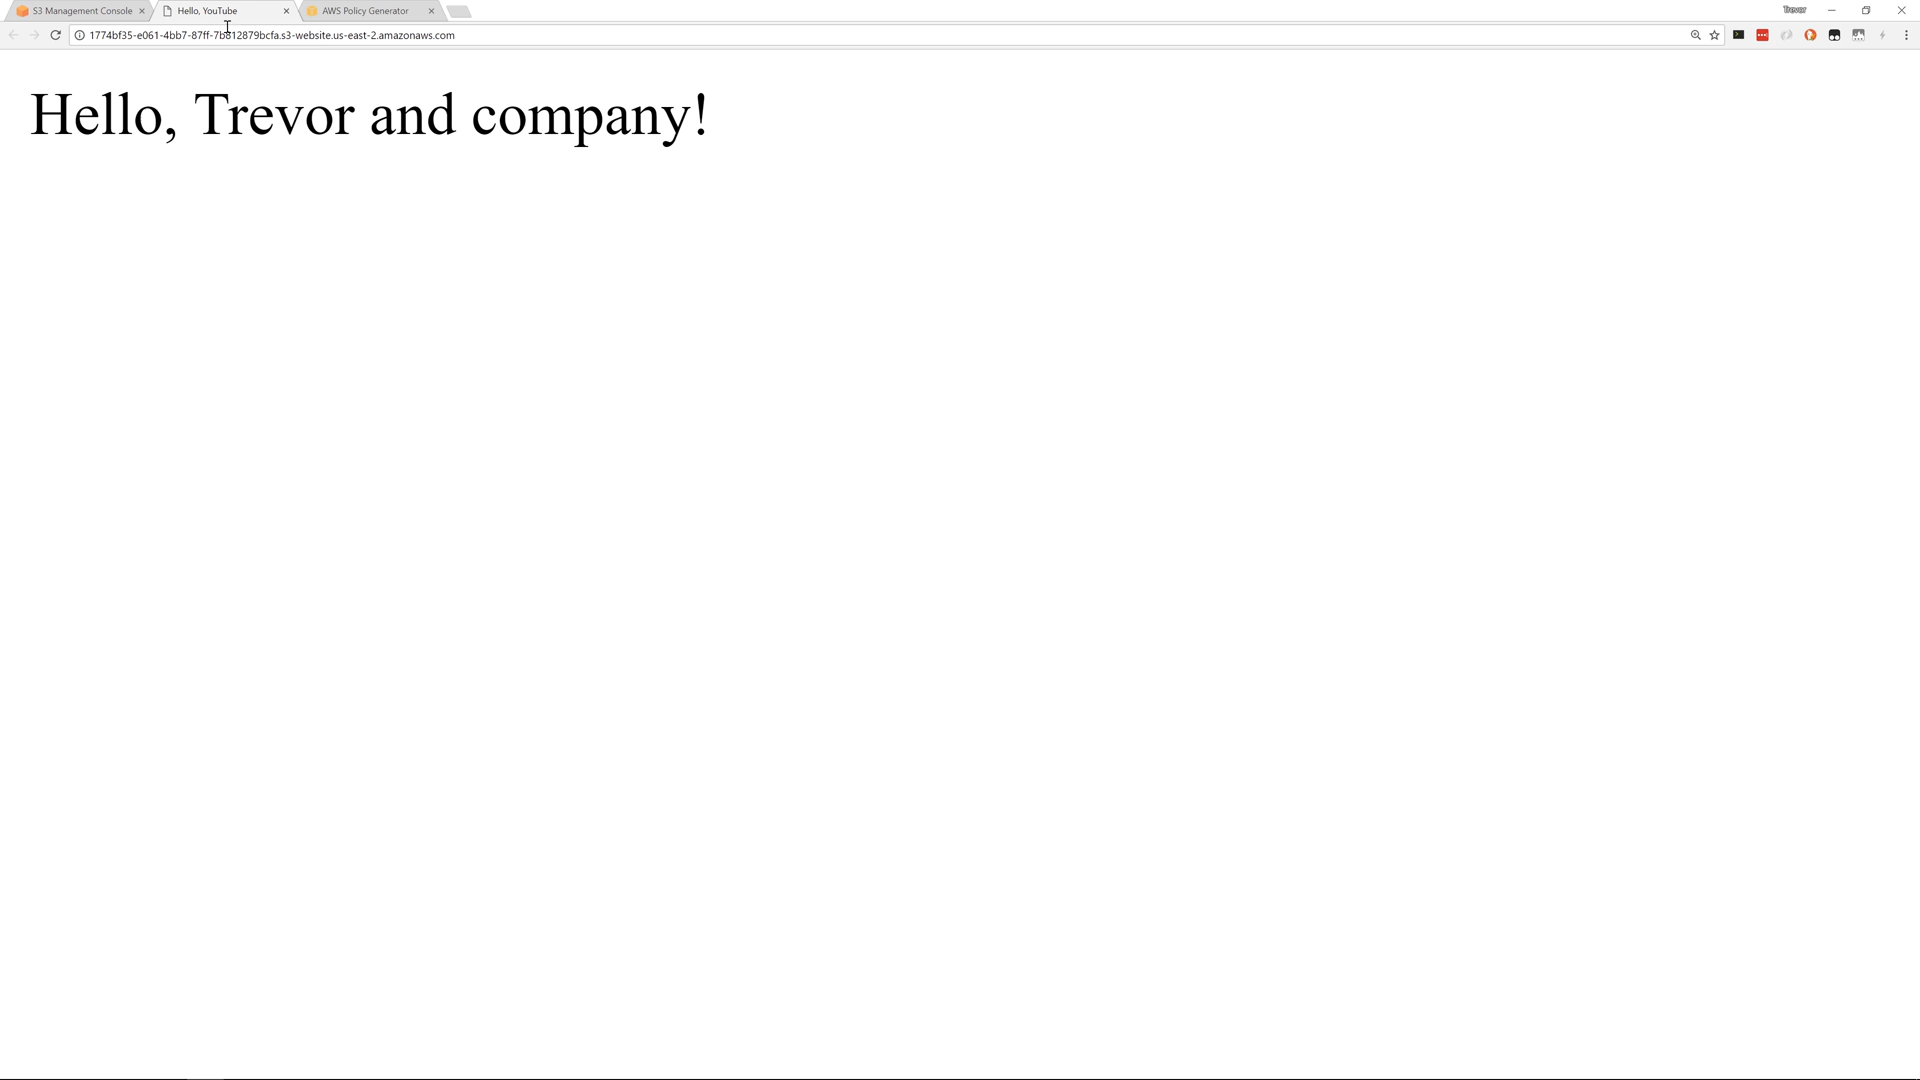 S3 Management Console
Hello, YouTube
AWS Policy Generator
Trevor
1774bf35-e061-4bb7-87ff-7b812879bcfa.s3-website.us-east-2.amazonaws.com
Hello, Trevor and company!